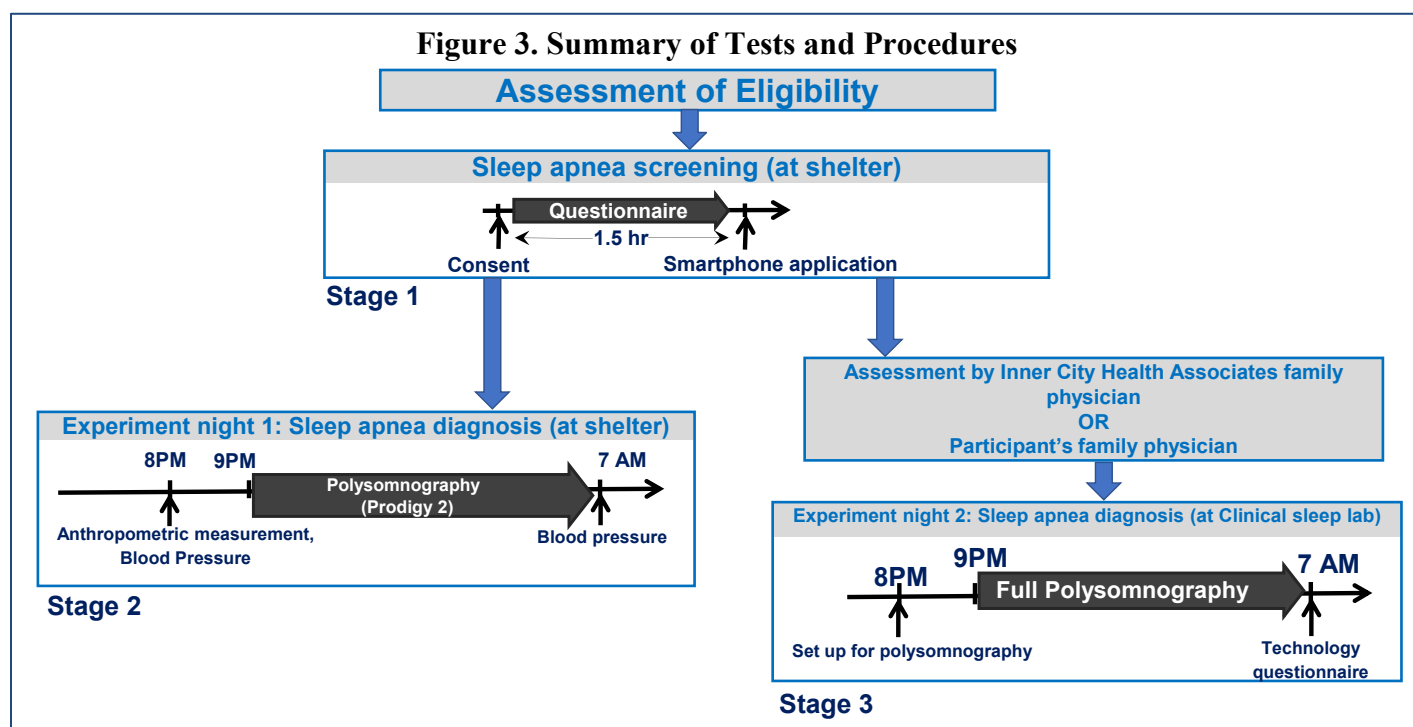 Figure 3. Summary of Tests and Procedures
Assessment of Eligibility
Sleep apnea screening (at shelter)
Questionnaire
1.5 hr
Consent
Smartphone application
Stage 1
Experiment night 1: Sleep apnea diagnosis (at shelter)
8PM
9PM
7 AM
Polysomnography
(Prodigy 2)
Anthropometric measurement,
Blood Pressure
Blood pressure
Stage 2
Assessment by Inner City Health Associates family
physician
OR
Participant’s family physician
Experiment night 2: Sleep apnea diagnosis (at Clinical sleep lab)
8PM
9PM
7 AM
Full Polysomnography
Set up for polysomnography
Technology
questionnaire
Stage 3